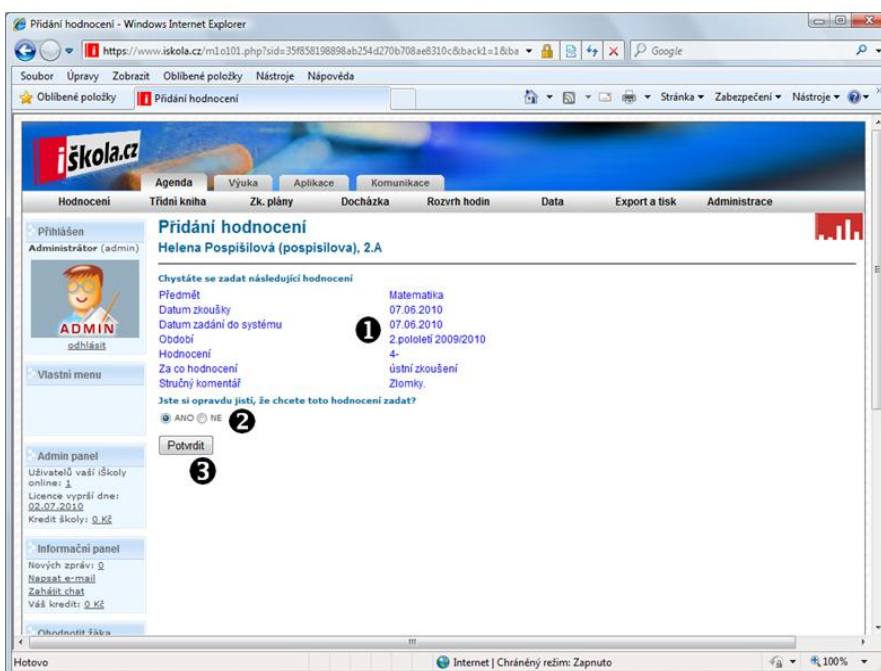 Přidání hodnocení - Windows Internet Explorer
https://www.iskola.cz/m1o101.php?sid=35f858198898ab254d270b708ae8310c&back1=1&ba
Google
Soubor Úpravy Zobrazit Oblíbené položky Nástroje Nápověda
Oblíbené položky Přidání hodnocení Stránka Zabezpečení Nástroje
iškola.cz
Agenda Výuka Aplikace Komunikace
Hodnocení Třídní kniha Zk. plány Docházka Rozvrh hodin Data Export a tisk Administrace
Přihlášen
Administrátor (admin)
ADMIN
odhlásit
Vlastní menu
Admin panel
Uživatelů vaší iŠkoly
online: 1
Licence vyprší dne:
02.07.2010
Kredit školy: 0 Kč
Informační panel
Nových zpráv: 0
Napsat e-mail
Zahájit chat
Váš kredit: 0 Kč
Ohodnotit žáka
Přidání hodnocení
Helena Pospíšilová (pospisilova), 2.A
Chystáte se zadat následující hodnocení
Předmět Matematika
Datum zkoušky 07.06.2010
Datum zadání do systému 1 07.06.2010
Období 2.pololetí 2009/2010
Hodnocení 4-
Za co hodnocení ústní zkoušení
Stručný komentář Zlomky.
Jste si opravdu jistí, že chcete toto hodnocení zadat?
ANO NE 2
Potvrdit
3
Hotovo Internet | Chráněný režim: Zapnuto 100%